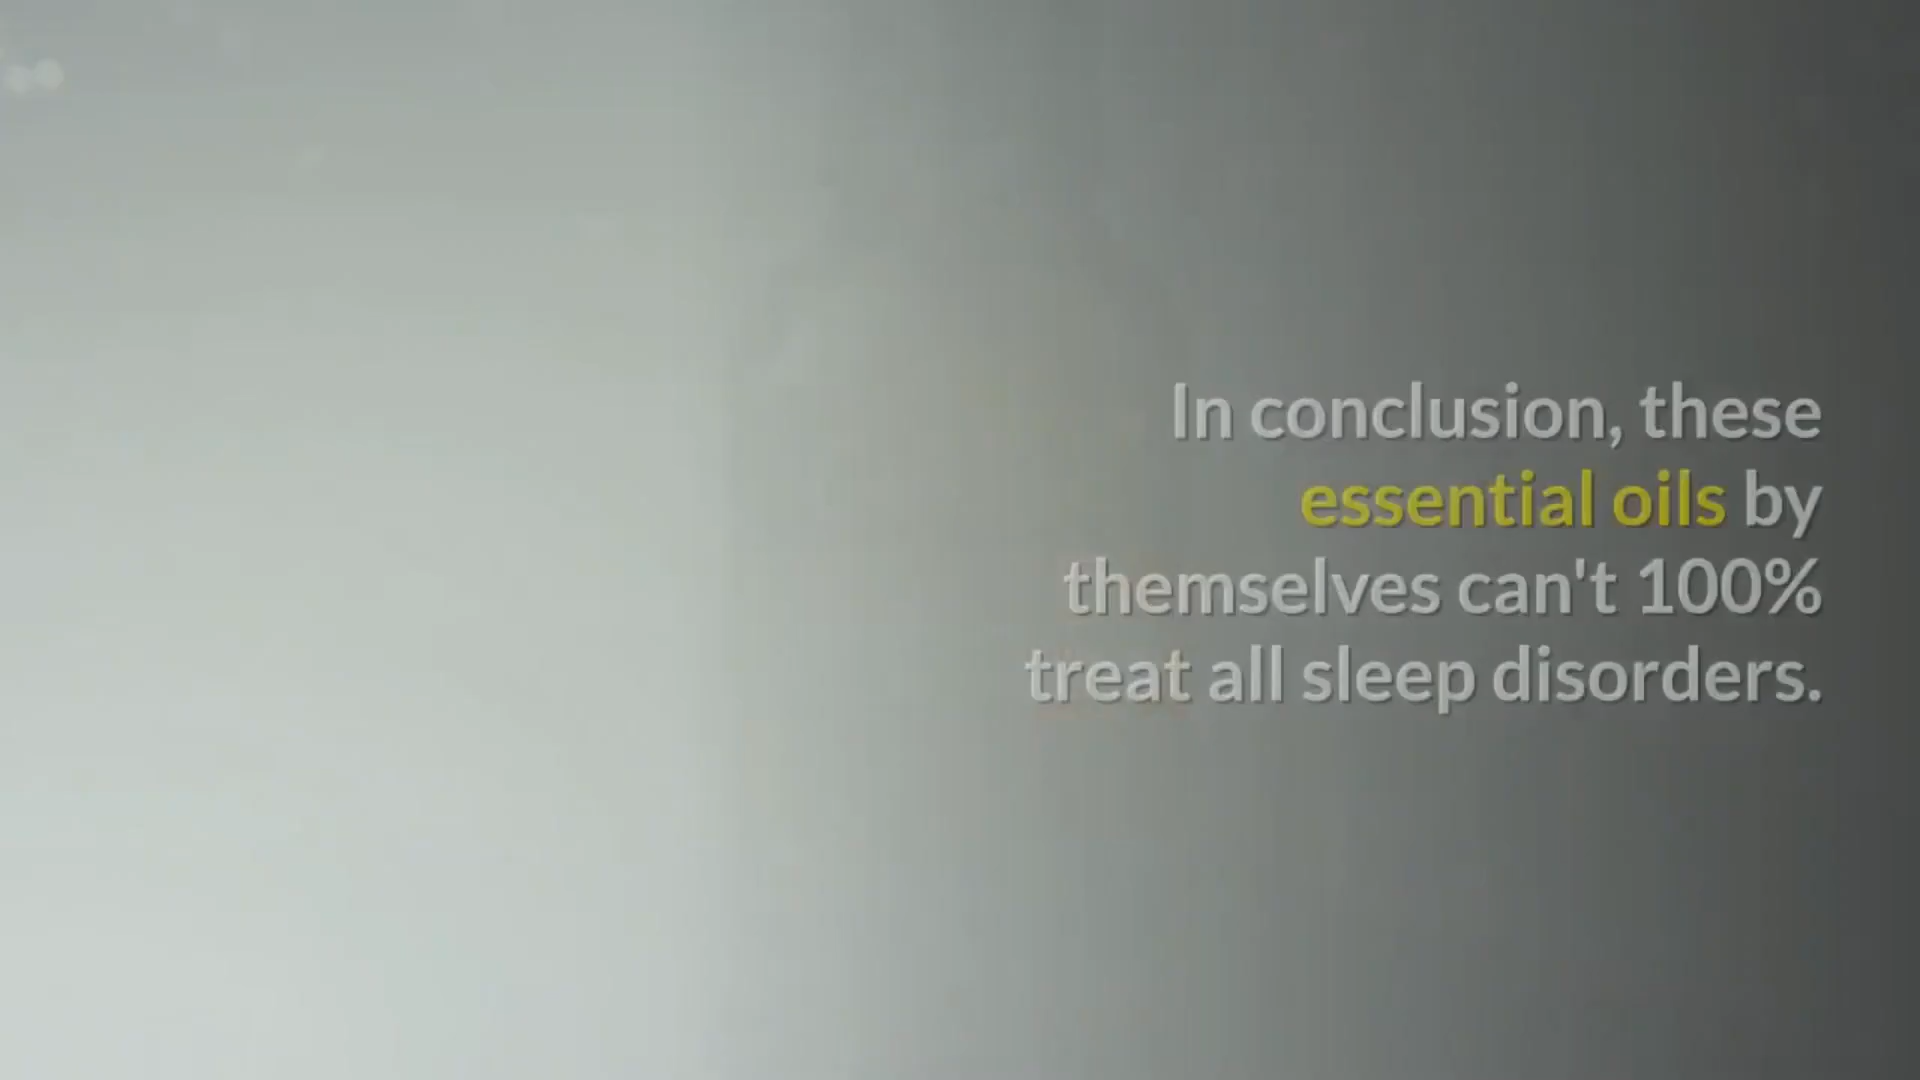 In conclusion, these
essential oils by
themselves can't 100%
treat all sleep disorders.